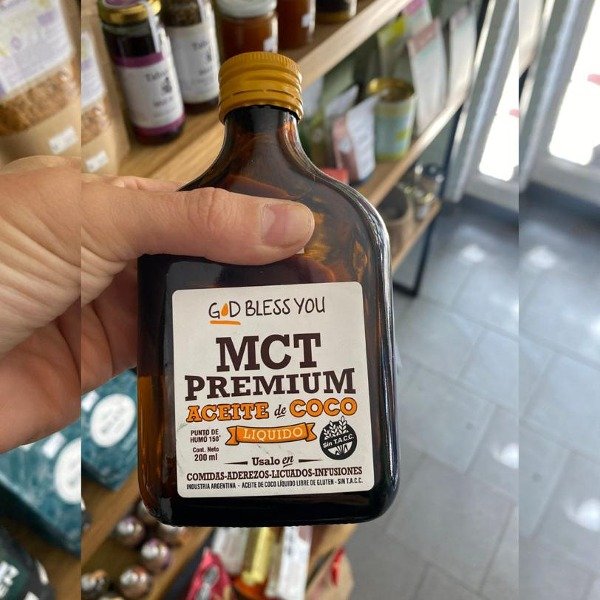 GOD BLESS YOU
MCT
PREMIUM
ACEITE de COCO
LIQUIDO
PUNTO DE
HUMO 150°
Cont. Neto
200 ml
Sin T.A.C.C.
Usalo en
COMIDAS-ADEREZOS-LICUADOS-INFUSIONES
INDUSTRIA ARGENTINA - ACEITE DE COCO LÍQUIDO LIBRE DE GLUTEN - SIN T.A.C.C.